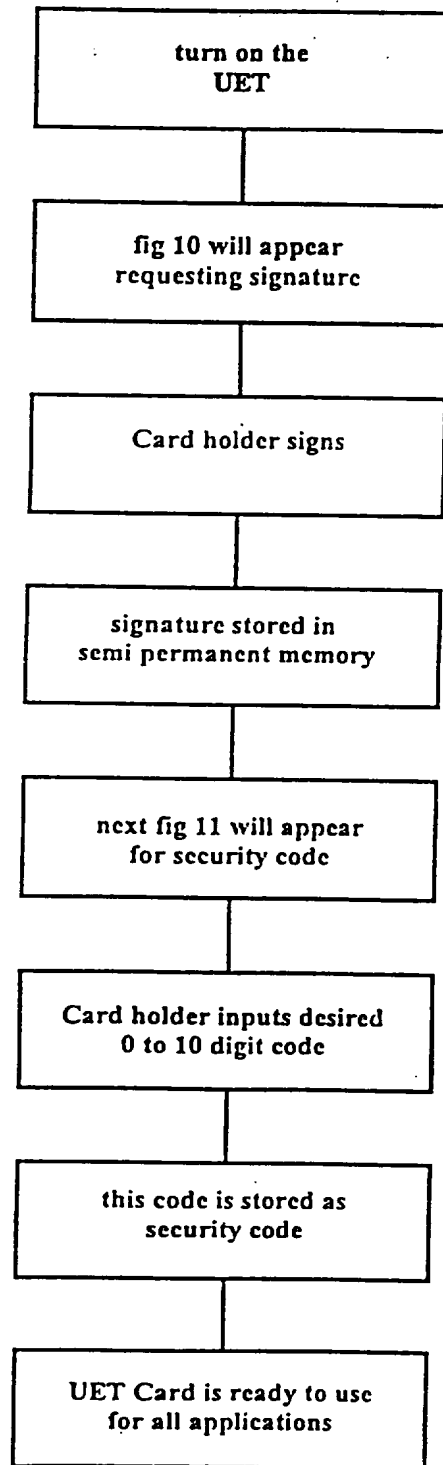 turn on the
UET
fig 10 will appear
requesting signature
Card holder signs
signature stored in
semi permanent memory
next fig 11 will appear
for security code
Card holder inputs desired
0 to 10 digit code
this code is stored as
security code
UET Card is ready to use
for all applications